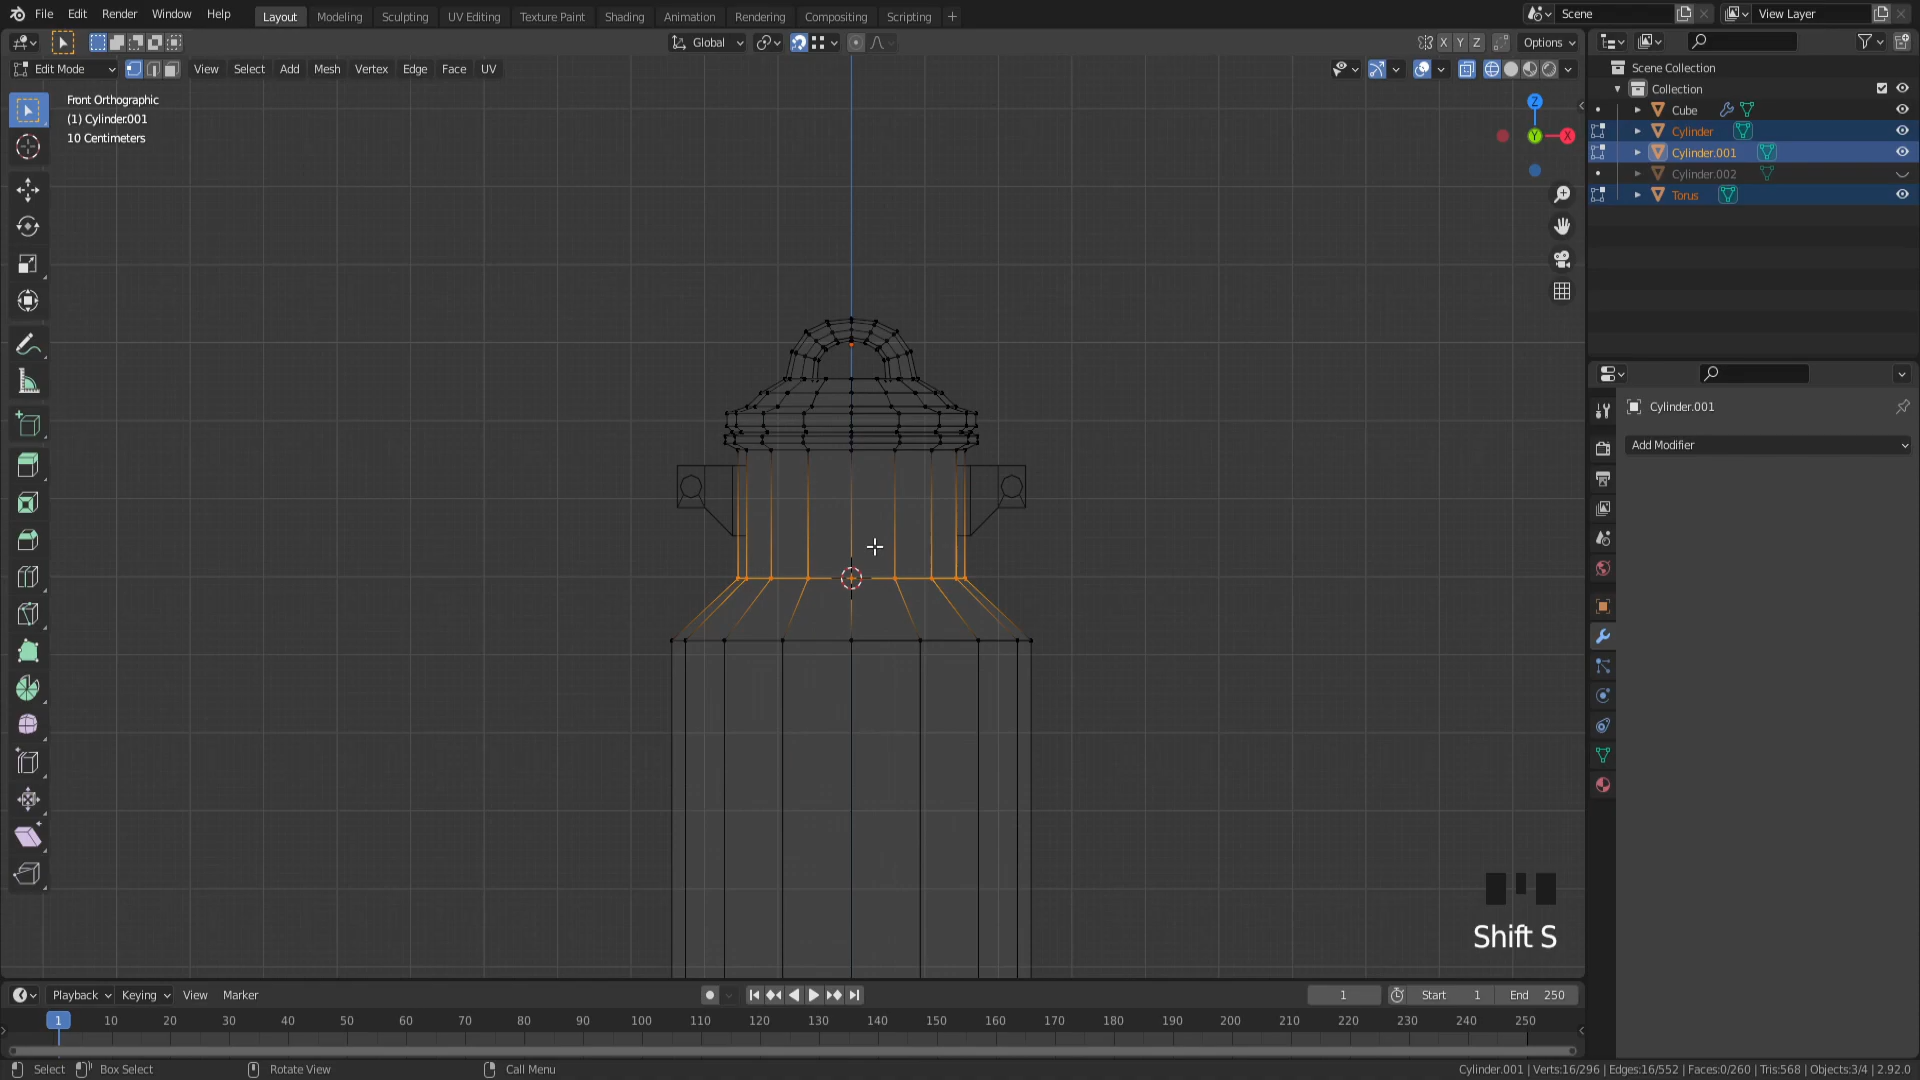 File Edit Render Window Help Layout Modeling Sculpting UV Editing Texture Paint Shading Animation Rendering Compositing Scripting + Scene View Layer
Global X Y Z Options
Edit Mode View Select Add Mesh Vertex Edge Face UV
Front Orthographic
(1) Cylinder.001
10 Centimeters
Z
Y
X
Scene Collection
Collection
Cube
Cylinder
Cylinder.001
Cylinder.002
Torus
Cylinder.001
Add Modifier
Shift S
Playback Keying View Marker 1 Start 1 End 250
1 10 20 30 40 50 60 70 80 90 100 110 120 130 140 150 160 170 180 190 200 210 220 230 240 250
Select Box Select Rotate View Call Menu Cylinder.001 | Verts:16/296 | Edges:16/552 | Faces:0/260 | Tris:568 | Objects:3/4 | 2.92.0